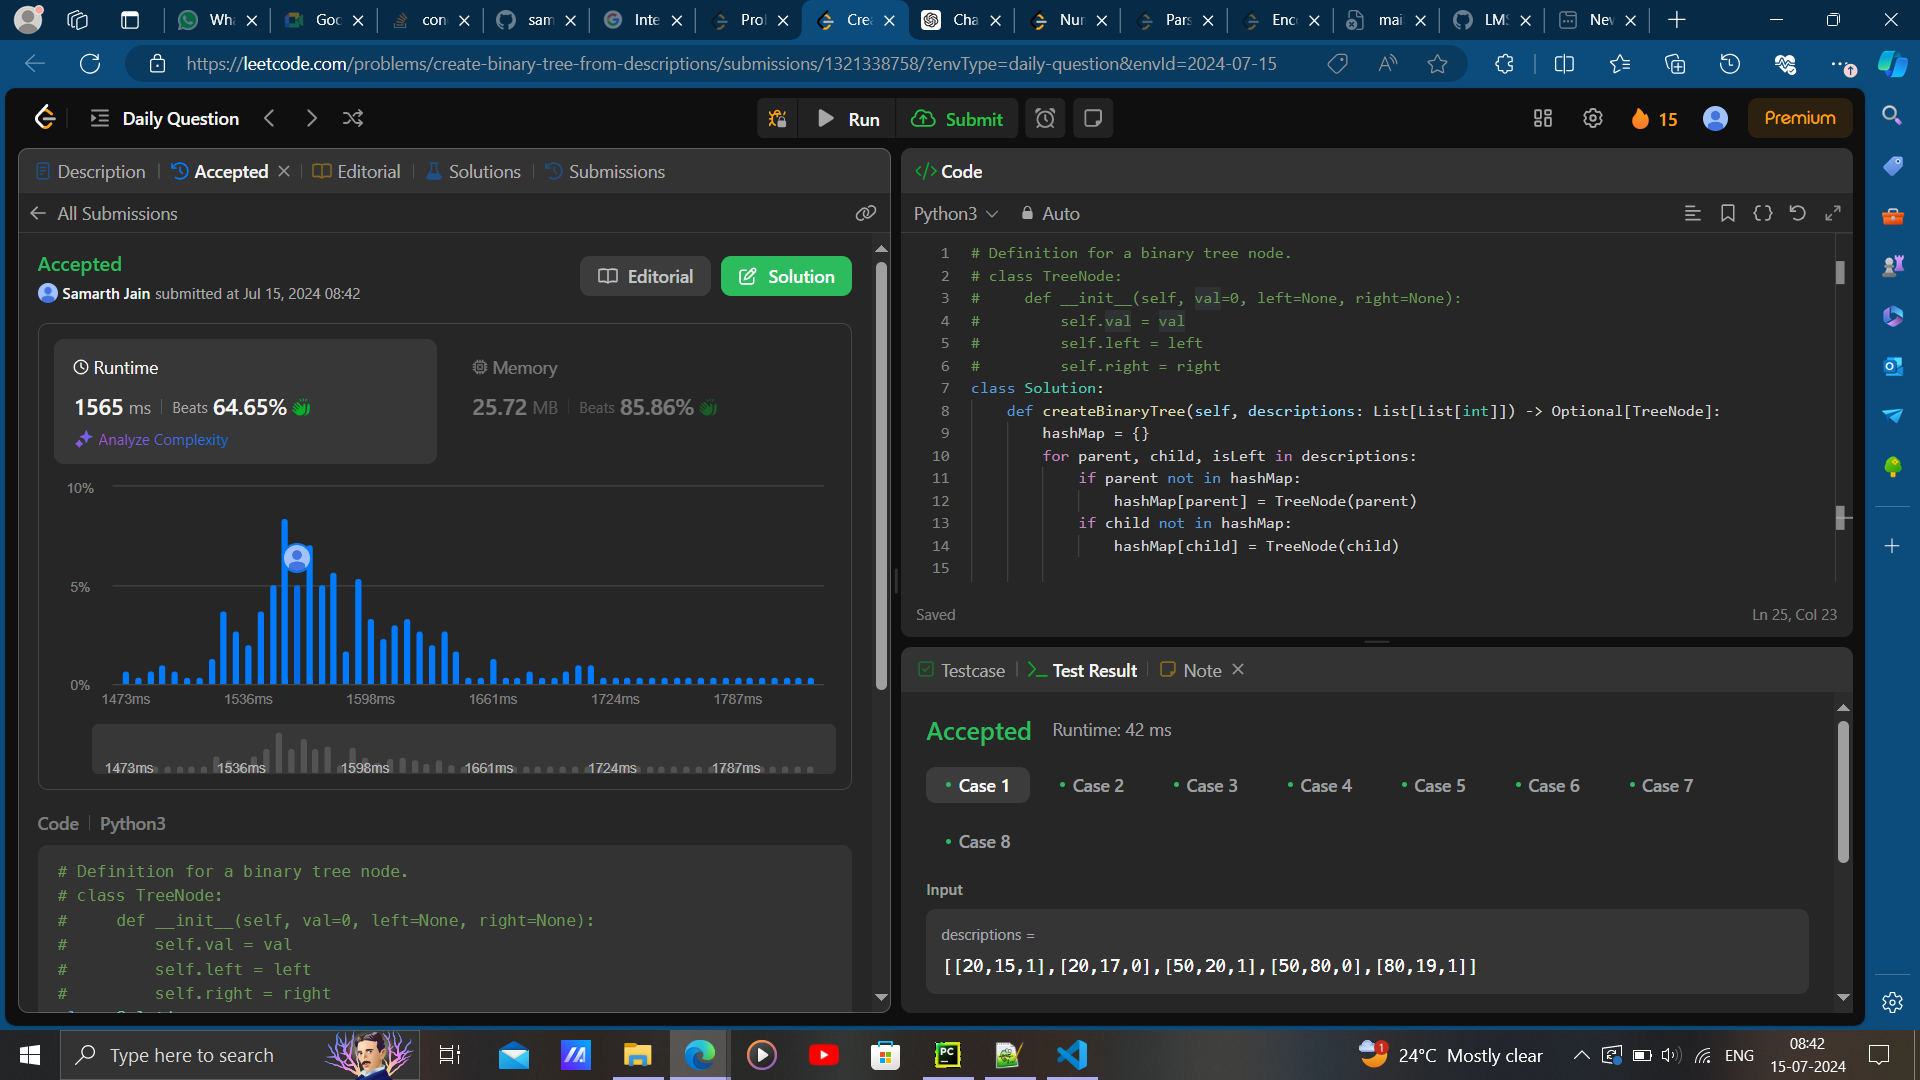 Wha
Goo
con
sam
Inte
Prol
Crea
Cha
Nur
Pars
Enc
mai
LMS
Nev
https://leetcode.com/problems/create-binary-tree-from-descriptions/submissions/1321338758/?envType=daily-question&envId=2024-07-15
Daily Question
Run
Submit
15
Premium
Description
Accepted
Editorial
Solutions
Submissions
All Submissions
Accepted
Samarth Jain submitted at Jul 15, 2024 08:42
Editorial
Solution
Runtime
1565 ms Beats 64.65%
Analyze Complexity
Memory
25.72 MB Beats 85.86%
10%
5%
0%
1473ms 1536ms 1598ms 1661ms 1724ms 1787ms
1473ms 1536ms 1598ms 1661ms 1724ms 1787ms
Code Python3
# Definition for a binary tree node.
# class TreeNode:
#     def __init__(self, val=0, left=None, right=None):
#         self.val = val
#         self.left = left
#         self.right = right
Code
Python3 Auto
1 # Definition for a binary tree node.
2 # class TreeNode:
3 #     def __init__(self, val=0, left=None, right=None):
4 #         self.val = val
5 #         self.left = left
6 #         self.right = right
7 class Solution:
8     def createBinaryTree(self, descriptions: List[List[int]]) -> Optional[TreeNode]:
9         hashMap = {}
10         for parent, child, isLeft in descriptions:
11             if parent not in hashMap:
12                 hashMap[parent] = TreeNode(parent)
13             if child not in hashMap:
14                 hashMap[child] = TreeNode(child)
15
Saved
Ln 25, Col 23
Testcase
Test Result
Note
Accepted Runtime: 42 ms
Case 1 Case 2 Case 3 Case 4 Case 5 Case 6 Case 7
Case 8
Input
descriptions =
[[20,15,1],[20,17,0],[50,20,1],[50,80,0],[80,19,1]]
Type here to search
PC
1
24°C Mostly clear
ENG
08:42
15-07-2024